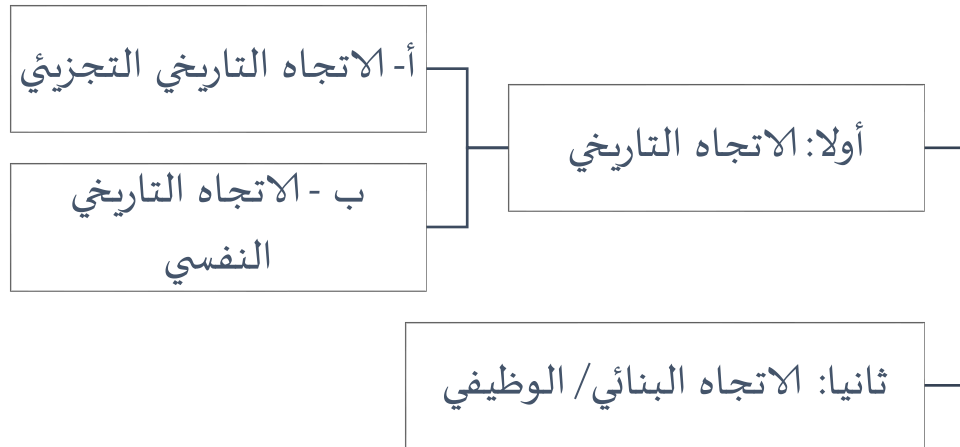 أولا: الاتجاه التاريخي
أ- الاتجاه التاريخي التجزيئي
ب - الاتجاه التاريخي
النفسي
ثانيا: الاتجاه البنائي/ الوظيفي